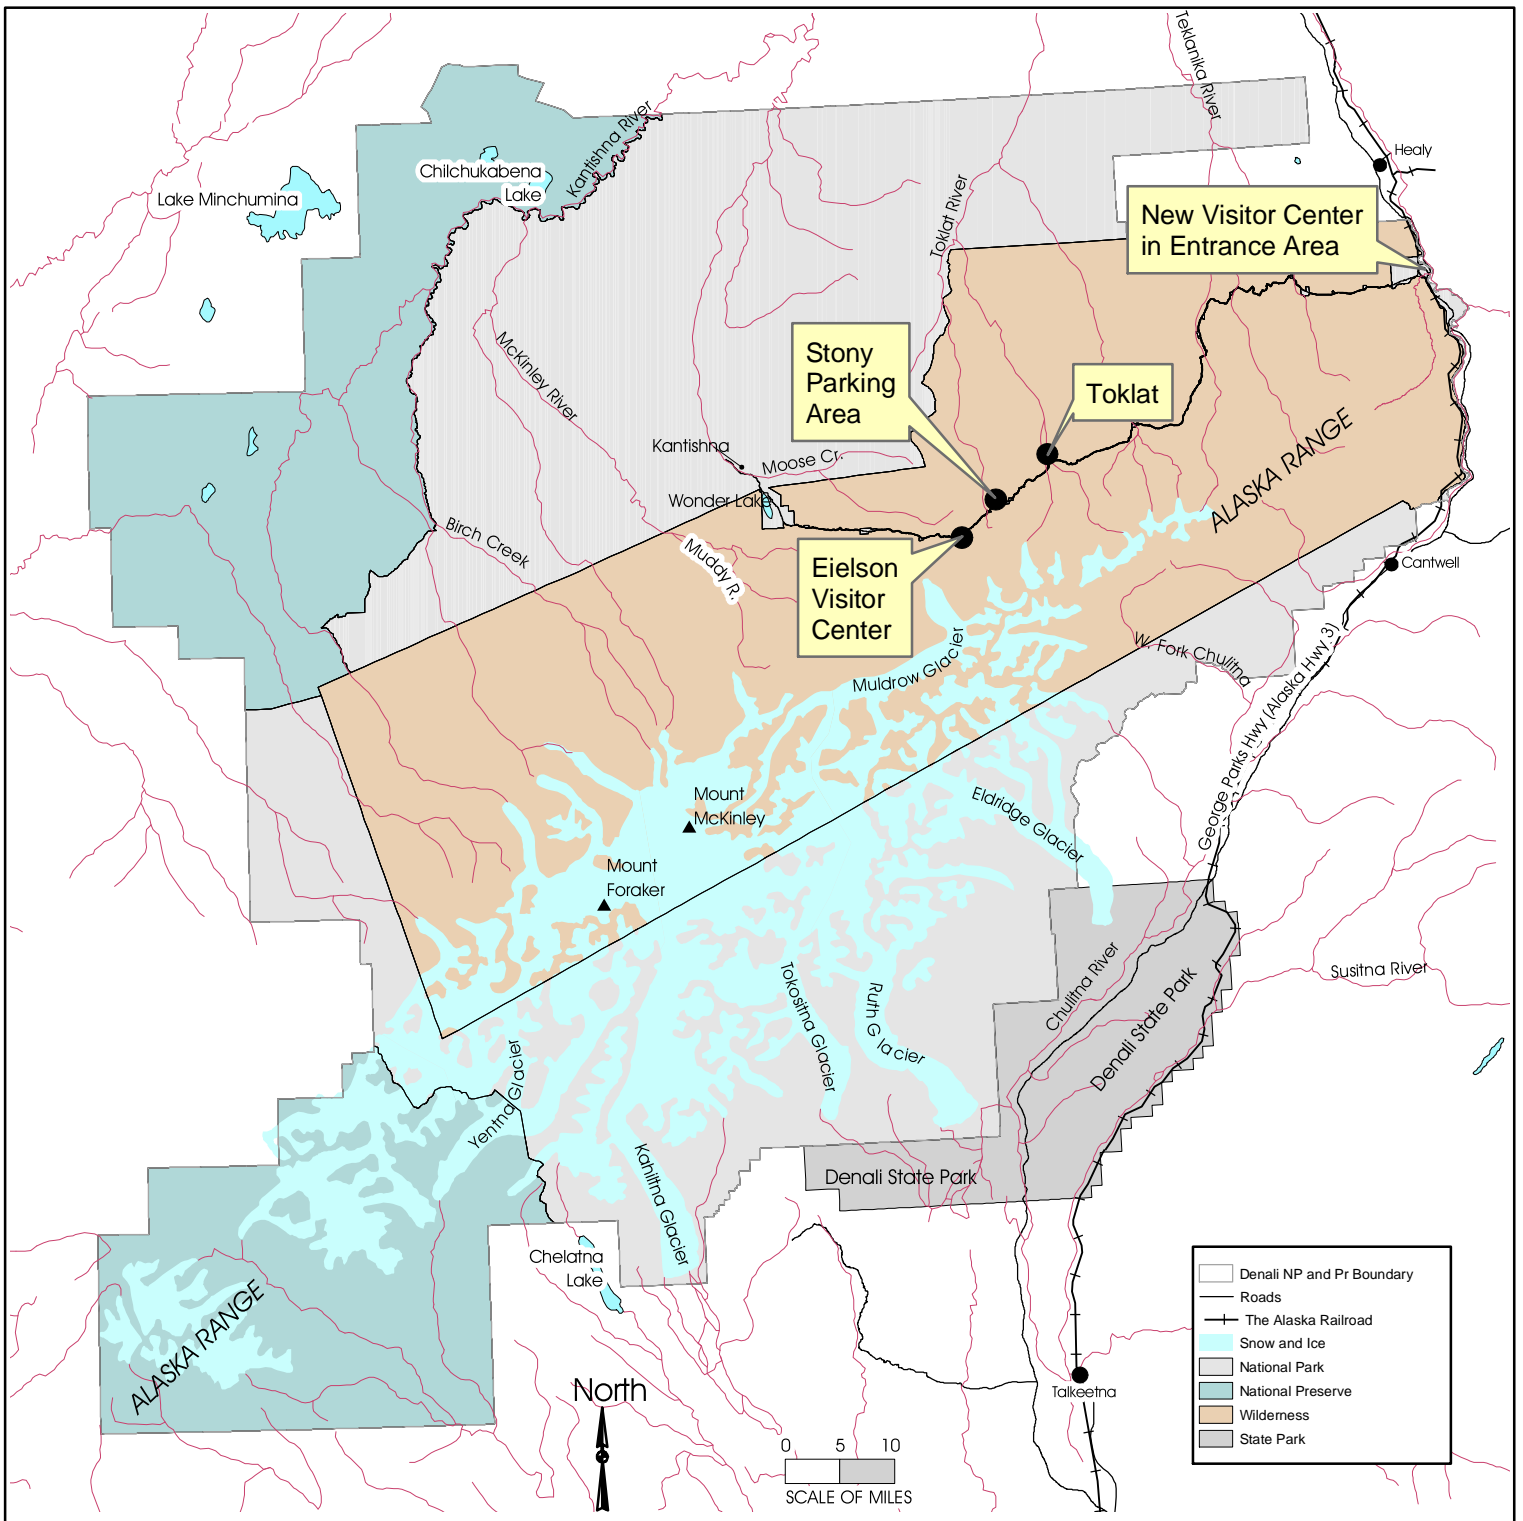 Teklanika River
Kantishna River
Healy
Chilchukabena
Lake
Lake Minchumina
New Visitor Center
in Entrance Area
Toklat River
McKinley River
Stony
Parking
Area
Toklat
ALASKA RANGE
Kantishna
Moose Cr.
Wonder Lake
Birch Creek
Muddy R.
Eielson
Visitor
Center
Cantwell
W. Fork Chulitna
Muldrow Glacier
George Parks Hwy (Alaska Hwy 3)
Mount
McKinley
Eldridge Glacier
Mount
Foraker
Susitna River
Chulitna River
Tokositna Glacier
Ruth Glacier
Denali State Park
Yentna Glacier
Kahiltna Glacier
Denali State Park
Chelatna
Lake
ALASKA RANGE
Denali NP and Pr Boundary
Roads
The Alaska Railroad
Snow and Ice
National Park
National Preserve
Wilderness
State Park
North
Talkeetna
0 5 10
SCALE OF MILES